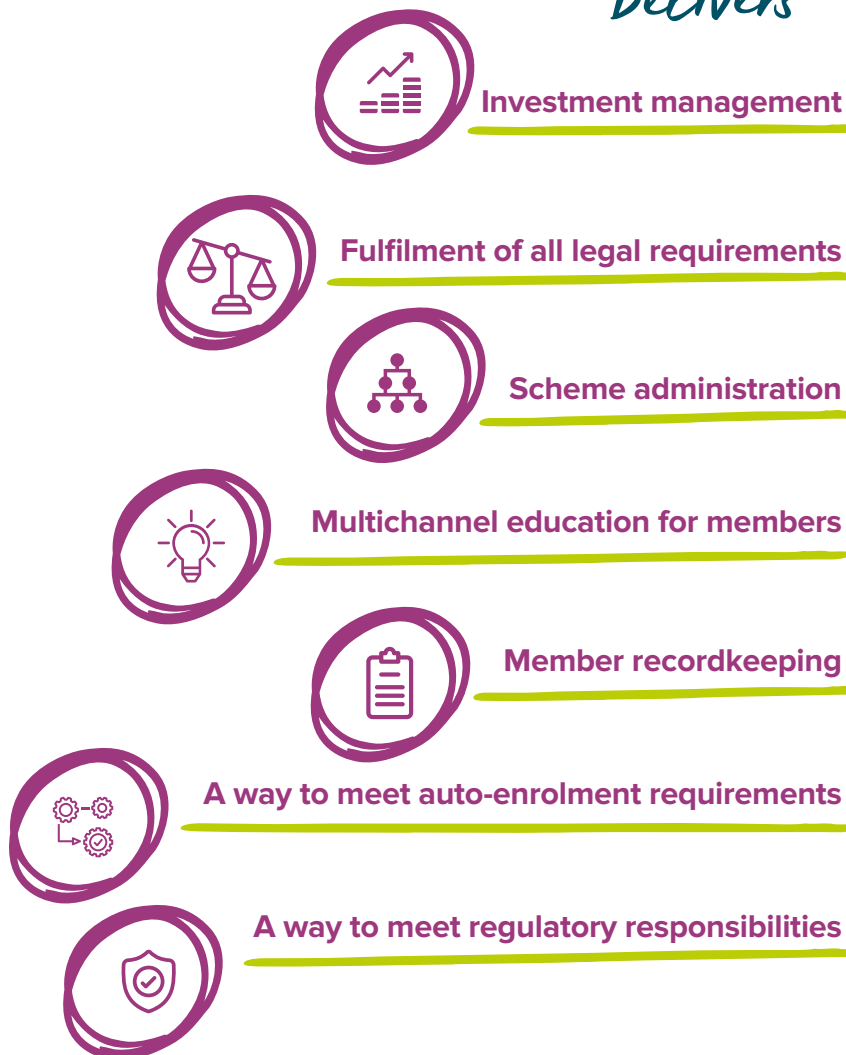 Delivers
Investment management
Fulfilment of all legal requirements
Scheme administration
Multichannel education for members
Member recordkeeping
A way to meet auto-enrolment requirements
A way to meet regulatory responsibilities